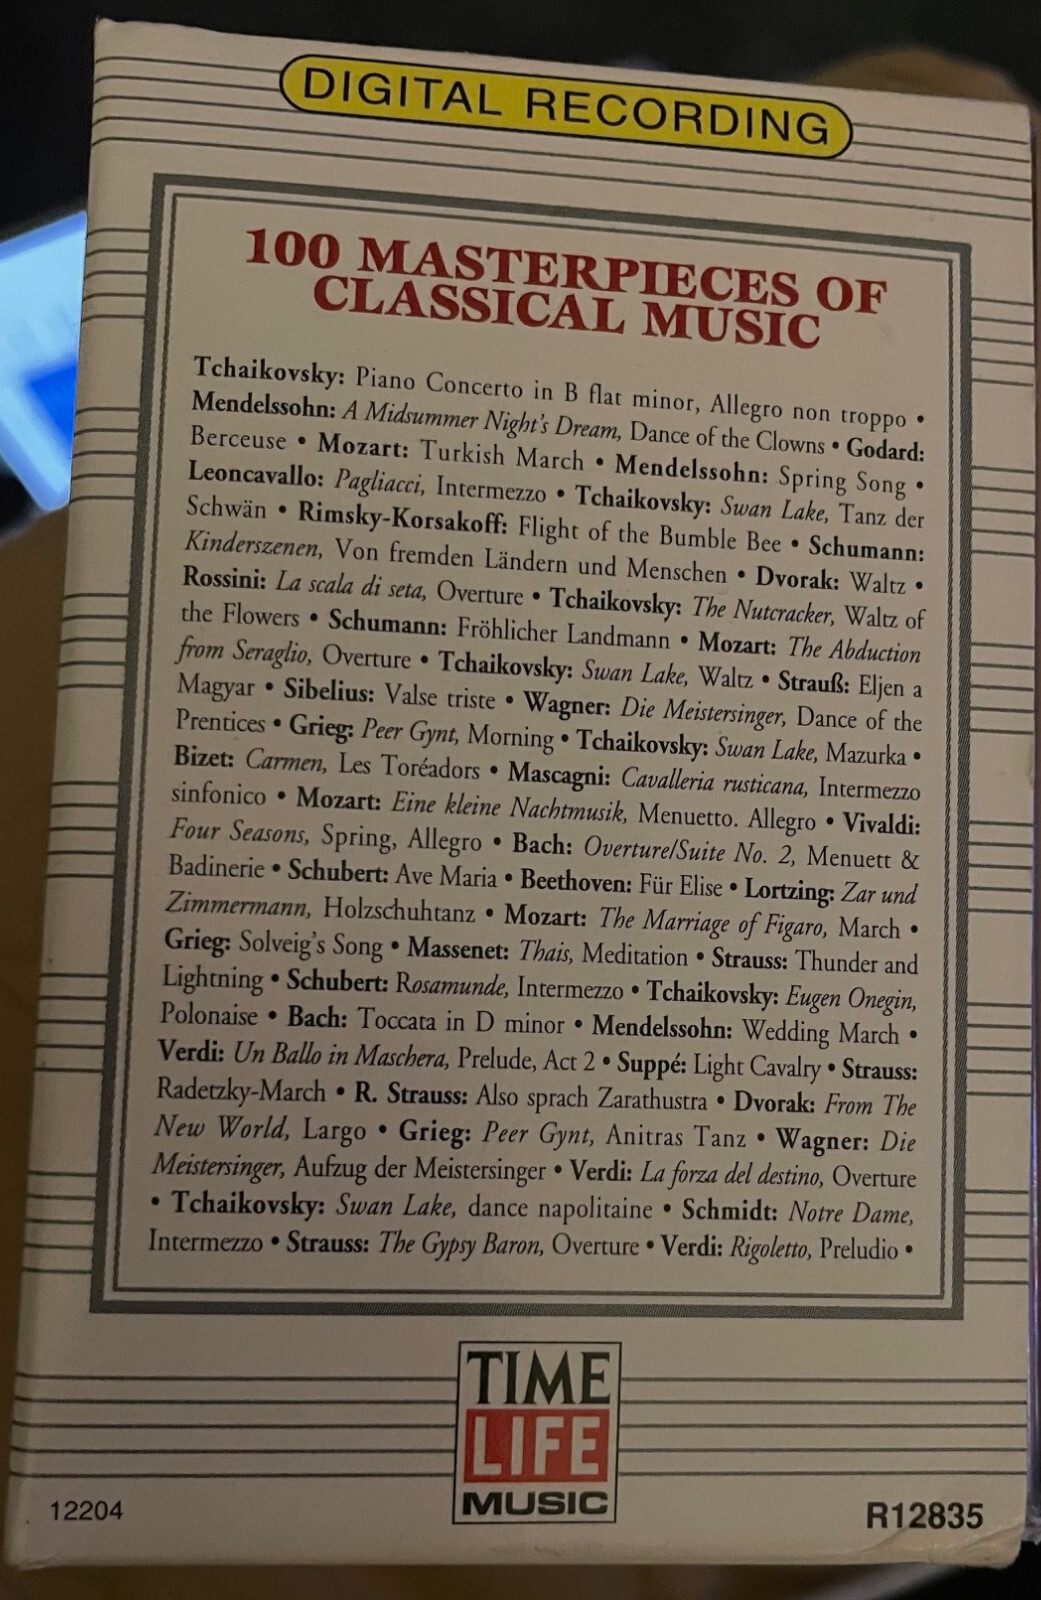 DIGITAL RECORDING
100 MASTERPIECES OF
CLASSICAL MUSIC
Tchaikovsky: Piano Concerto in B flat minor, Allegro non troppo •
Mendelssohn: A Midsummer Night's Dream, Dance of the Clowns • Godard:
Berceuse • Mozart: Turkish March • Mendelssohn: Spring Song •
Leoncavallo: Pagliacci, Intermezzo • Tchaikovsky: Swan Lake, Tanz der
Schwän • Rimsky-Korsakoff: Flight of the Bumble Bee • Schumann:
Kinderszenen, Von fremden Ländern und Menschen • Dvorak: Waltz •
Rossini: La scala di seta, Overture • Tchaikovsky: The Nutcracker, Waltz of
the Flowers • Schumann: Fröhlicher Landmann • Mozart: The Abduction
from Seraglio, Overture • Tchaikovsky: Swan Lake, Waltz • Strauß: Eljen a
Magyar • Sibelius: Valse triste • Wagner: Die Meistersinger, Dance of the
Prentices • Grieg: Peer Gynt, Morning • Tchaikovsky: Swan Lake, Mazurka •
Bizet: Carmen, Les Toréadors • Mascagni: Cavalleria rusticana, Intermezzo
sinfonico • Mozart: Eine kleine Nachtmusik, Menuetto. Allegro • Vivaldi:
Four Seasons, Spring, Allegro • Bach: Overture/Suite No. 2, Menuett &
Badinerie • Schubert: Ave Maria • Beethoven: Für Elise • Lortzing: Zar und
Zimmermann, Holzschuhtanz • Mozart: The Marriage of Figaro, March •
Grieg: Solveig's Song • Massenet: Thais, Meditation • Strauss: Thunder and
Lightning • Schubert: Rosamunde, Intermezzo • Tchaikovsky: Eugen Onegin,
Polonaise • Bach: Toccata in D minor • Mendelssohn: Wedding March •
Verdi: Un Ballo in Maschera, Prelude, Act 2 • Suppé: Light Cavalry • Strauss:
Radetzky-March • R. Strauss: Also sprach Zarathustra • Dvorak: From The
New World, Largo • Grieg: Peer Gynt, Anitras Tanz • Wagner: Die
Meistersinger, Aufzug der Meistersinger • Verdi: La forza del destino, Overture
• Tchaikovsky: Swan Lake, dance napolitaine • Schmidt: Notre Dame,
Intermezzo • Strauss: The Gypsy Baron, Overture • Verdi: Rigoletto, Preludio •
TIME
LIFE
MUSIC
12204
R12835